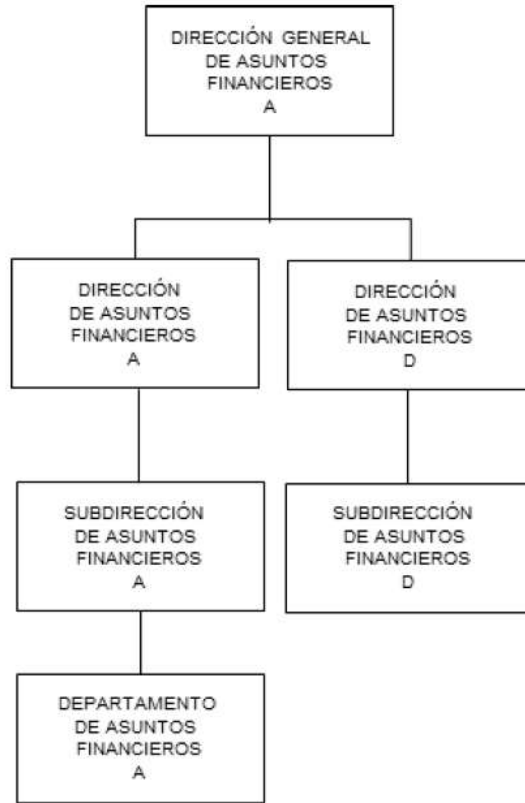 DIRECCIÓN GENERAL
DE ASUNTOS
FINANCIEROS
A
DIRECCIÓN
DE ASUNTOS
FINANCIEROS
A
DIRECCIÓN
DE ASUNTOS
FINANCIEROS
D
SUBDIRECCIÓN
DE ASUNTOS
FINANCIEROS
A
SUBDIRECCIÓN
DE ASUNTOS
FINANCIEROS
D
DEPARTAMENTO
DE ASUNTOS
FINANCIEROS
A